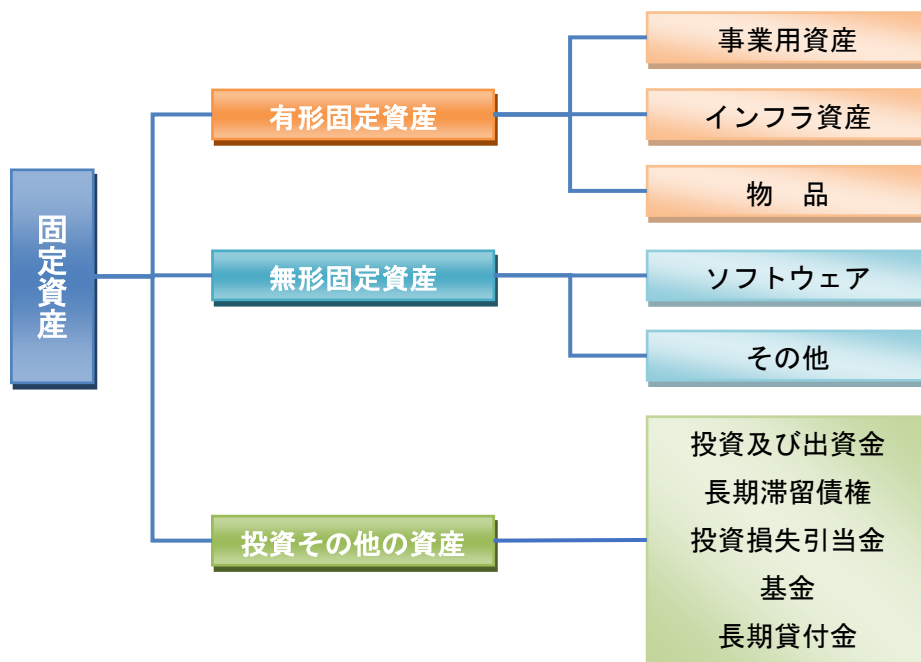 固定資産
有形固定資産
事業用資産
インフラ資産
物　品
無形固定資産
ソフトウェア
その他
投資その他の資産
投資及び出資金
長期滞留債権
投資損失引当金
基金
長期貸付金